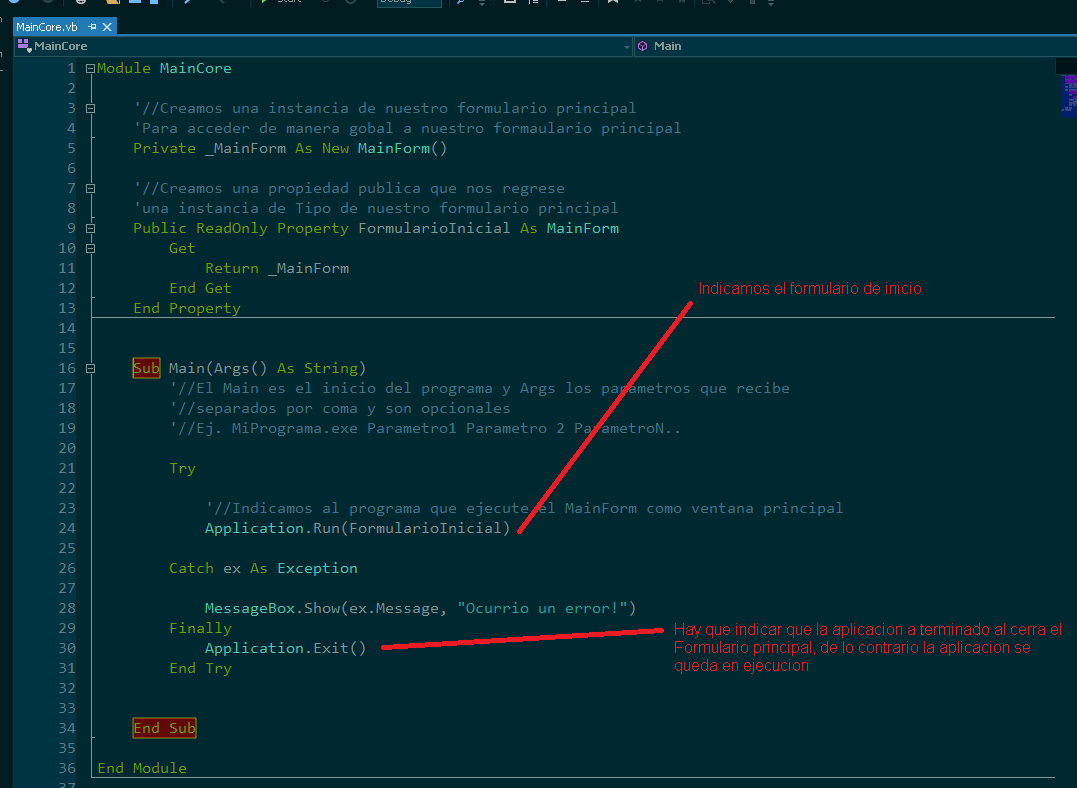 Start
Debug
MainCore.vb
MainCore
Main
1 Module MainCore
2
3 '//Creamos una instancia de nuestro formulario principal
4 'Para acceder de manera gobal a nuestro formaulario principal
5 Private _MainForm As New MainForm()
6
7 '//Creamos una propiedad publica que nos regrese
8 'una instancia de Tipo de nuestro formulario principal
9 Public ReadOnly Property FormularioInicial As MainForm
10 Get
11 Return _MainForm
12 End Get
Indicamos el formulario de inicio
13 End Property
14
15
16 Sub Main(Args() As String)
17 '//El Main es el inicio del programa y Args los parametros que recibe
18 '//separados por coma y son opcionales
19 '//Ej. MiPrograma.exe Parametro1 Parametro 2 ParametroN..
20
21 Try
22
23 '//Indicamos al programa que ejecute el MainForm como ventana principal
24 Application.Run(FormularioInicial)
25
26 Catch ex As Exception
27
28 MessageBox.Show(ex.Message, "Ocurrio un error!")
29 Finally
30 Application.Exit()
31 End Try
Hay que indicar que la aplicacion a terminado al cerra el
Formulario principal, de lo contrario la aplicacion se
queda en ejecucion
32
33
34 End Sub
35
36 End Module
37